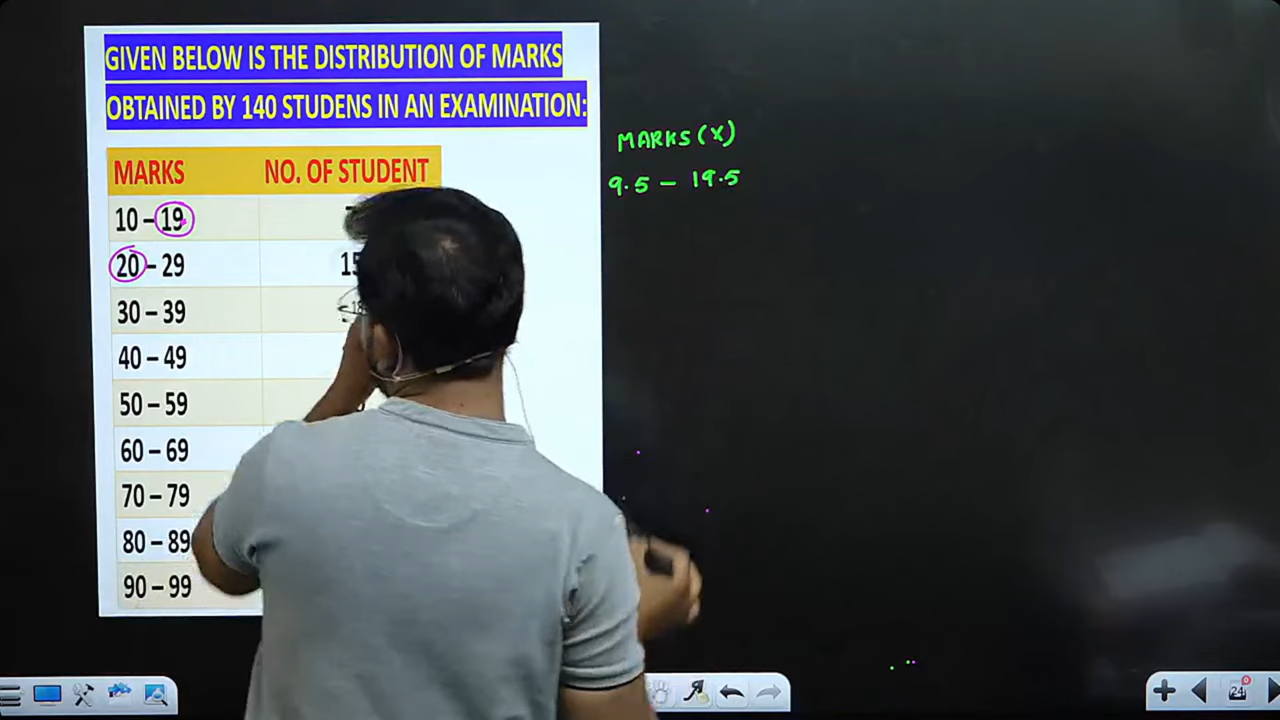 GIVEN BELOW IS THE DISTRIBUTION OF MARKS
OBTAINED BY 140 STUDENS IN AN EXAMINATION:
MARKS NO. OF STUDENT
10 – 19
20 – 29 15
30 – 39 18
40 – 49
50 – 59
60 – 69
70 – 79
80 – 89
90 – 99
MARKS (X)
9.5 – 19.5
24